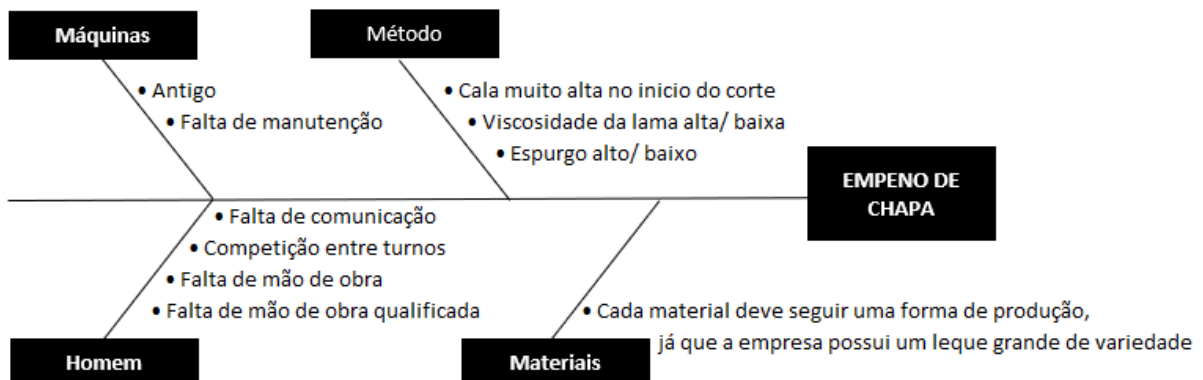 Máquinas
Método
• Antigo
• Falta de manutenção
• Cala muito alta no inicio do corte
• Viscosidade da lama alta/ baixa
• Espurgo alto/ baixo
EMPENO DE
CHAPA
• Falta de comunicação
• Competição entre turnos
• Falta de mão de obra
• Falta de mão de obra qualificada
• Cada material deve seguir uma forma de produção,
já que a empresa possui um leque grande de variedade
Homem
Materiais